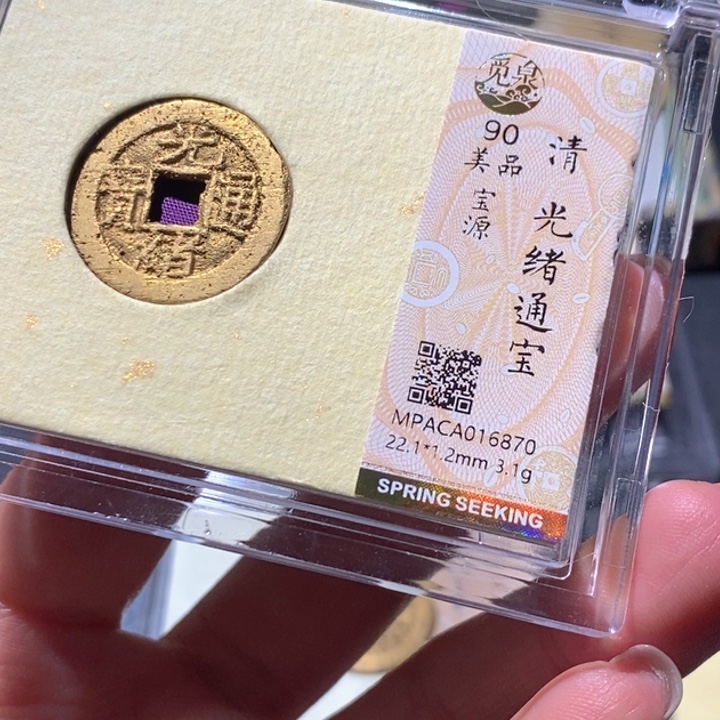 光
緒
通
寶
觅泉
90
美品
宝源
清
光绪通宝
MPACA016870
22.1*1.2mm 3.1g
SPRING SEEKING